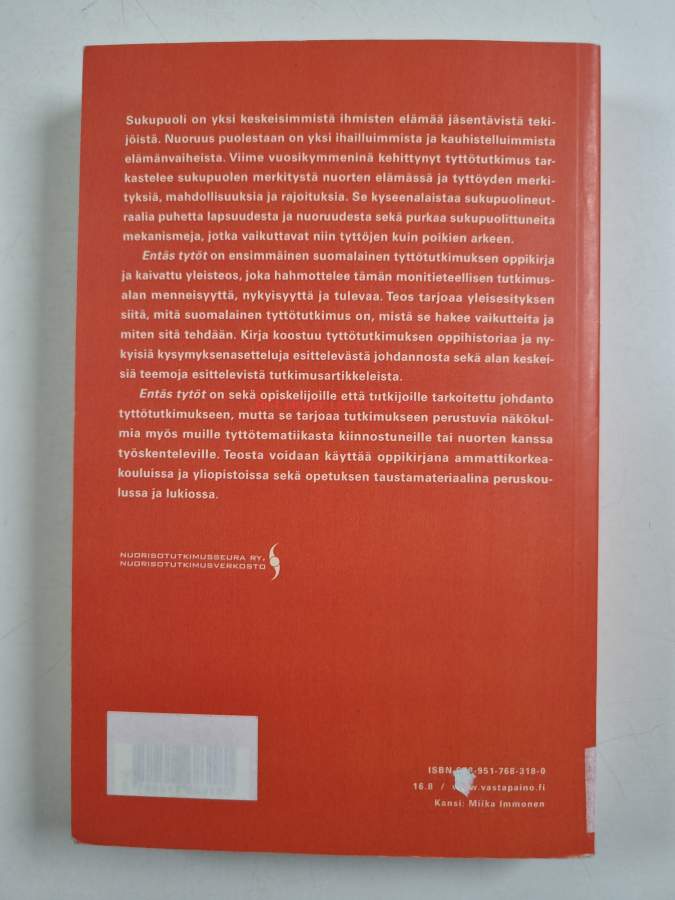 Sukupuoli on yksi keskeisimmistä ihmisten elämää jäsentävistä teki-
jöistä. Nuoruus puolestaan on yksi ihailluimmista ja kauhistelluimmista
elämänvaiheista. Viime vuosikymmeninä kehittynyt tyttötutkimus tar-
kastelee sukupuolen merkitystä nuorten elämässä ja tyttöyden merki-
tyksiä, mahdollisuuksia ja rajoituksia. Se kyseenalaistaa sukupuolineut-
raalia puhetta lapsuudesta ja nuoruudesta sekä purkaa sukupuolittuneita
mekanismeja, jotka vaikuttavat niin tyttöjen kuin poikien arkeen.
Entäs tytöt on ensimmäinen suomalainen tyttötutkimuksen oppikirja
ja kaivattu yleisteos, joka hahmottelee tämän monitieteellisen tutkimus-
alan menneisyyttä, nykyisyyttä ja tulevaa. Teos tarjoaa yleisesityksen
siitä, mitä suomalainen tyttötutkimus on, mistä se hakee vaikutteita ja
miten sitä tehdään. Kirja koostuu tyttötutkimuksen oppihistoriaa ja ny-
kyisiä kysymyksenasetteluja esittelevästä johdannosta sekä alan keskei-
siä teemoja esittelevistä tutkimusartikkeleista.
Entäs tytöt on sekä opiskelijoille että tutkijoille tarkoitettu johdanto
tyttötutkimukseen, mutta se tarjoaa tutkimukseen perustuvia näkökul-
mia myös muille tyttötematiikasta kiinnostuneille tai nuorten kanssa
työskenteleville. Teosta voidaan käyttää oppikirjana ammattikorkea-
kouluissa ja yliopistoissa sekä opetuksen taustamateriaalina peruskou-
lussa ja lukiossa.
NUORISOTUTKIMUSSEURA RY,
NUORISOTUTKIMUSVERKOSTO
ISBN -951-768-318-0
16.8 / .vastapaino.fi
Kansi: Miika Immonen